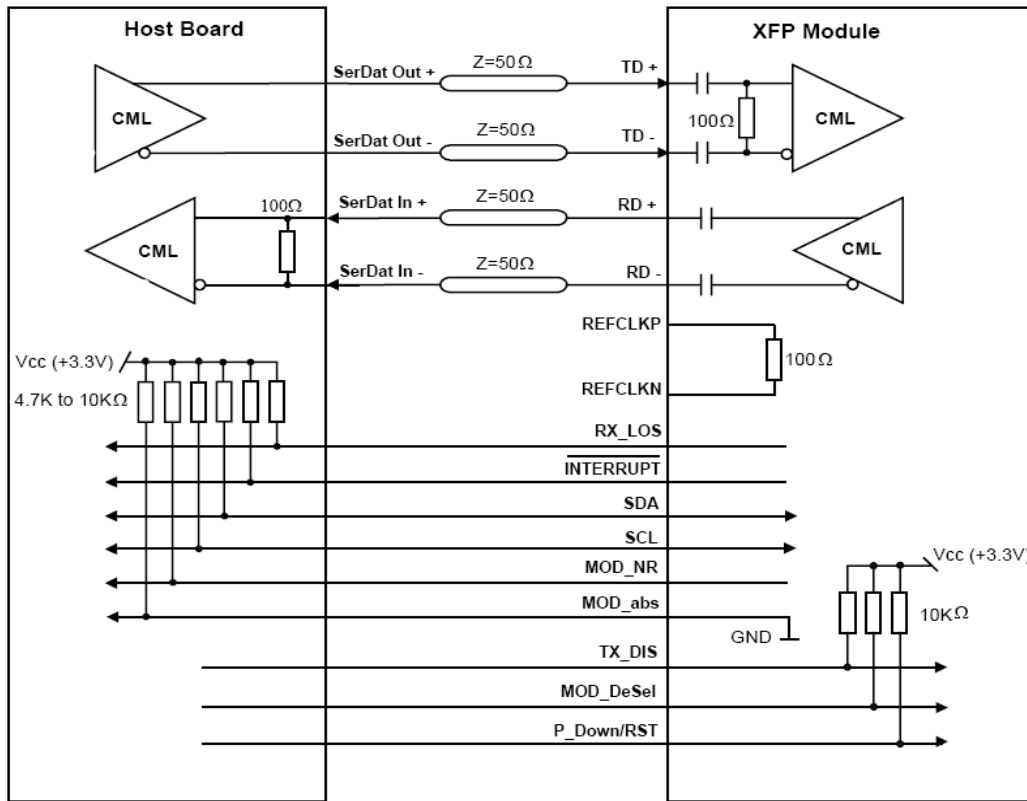 Host Board
XFP Module
SerDat Out +
Z=50Ω
TD +
CML
100Ω
CML
SerDat Out -
Z=50Ω
TD -
100Ω
SerDat In +
Z=50Ω
RD +
CML
CML
SerDat In -
Z=50Ω
RD -
REFCLKP
Vcc (+3.3V)
100Ω
4.7K to 10KΩ
REFCLKN
RX_LOS
INTERRUPT
SDA
SCL
Vcc (+3.3V)
MOD_NR
MOD_abs
10KΩ
GND
TX_DIS
MOD_DeSel
P_Down/RST